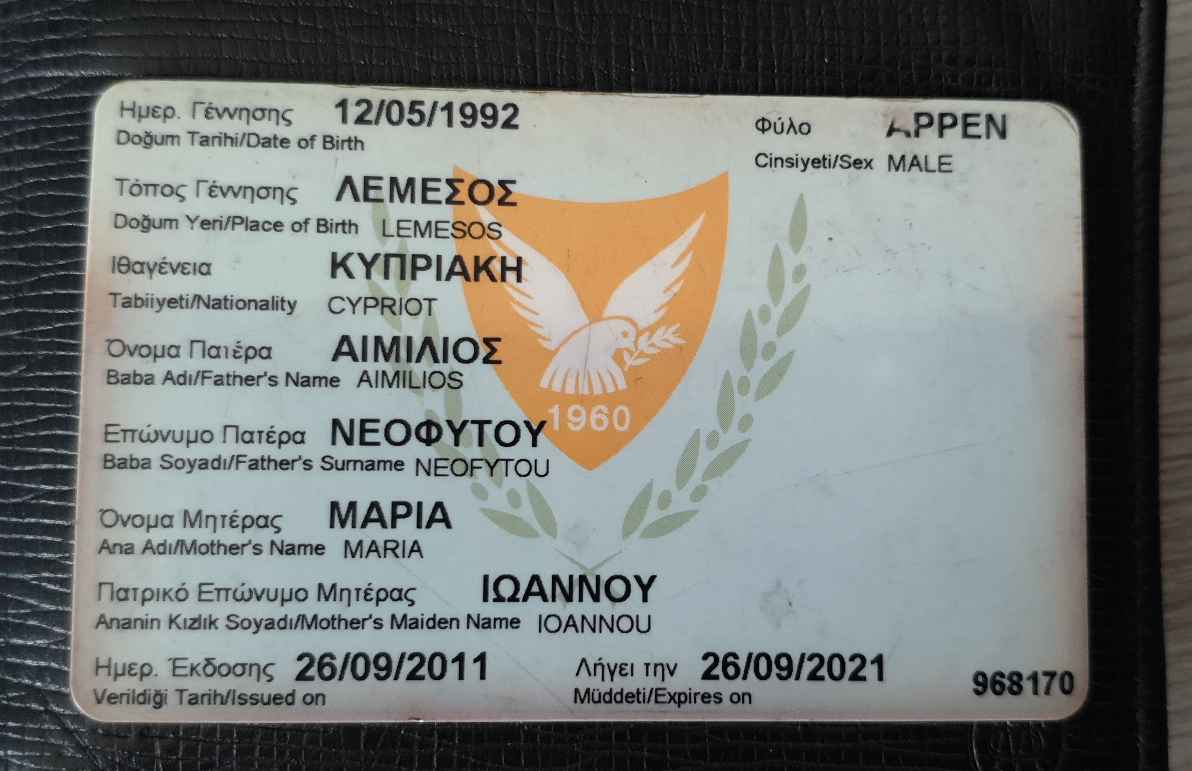 Ημερ. Γέννησης 12/05/1992
Doğum Tarihi/Date of Birth
Φύλο ΑΡΡΕΝ
Cinsiyeti/Sex MALE
Τόπος Γέννησης ΛΕΜΕΣΟΣ
Doğum Yeri/Place of Birth LEMESOS
Ιθαγένεια ΚΥΠΡΙΑΚΗ
Tabiiyeti/Nationality CYPRIOT
Όνομα Πατέρα ΑΙΜΙΛΙΟΣ
Baba Adı/Father's Name AIMILIOS
1960
Επώνυμο Πατέρα ΝΕΟΦΥΤΟΥ
Baba Soyadı/Father's Surname NEOFYTOU
Όνομα Μητέρας ΜΑΡΙΑ
Ana Adı/Mother's Name MARIA
Πατρικό Επώνυμο Μητέρας ΙΩΑΝΝΟΥ
Ananin Kızlık Soyadı/Mother's Maiden Name IOANNOU
Ημερ. Έκδοσης 26/09/2011 Λήγει την 26/09/2021
Verildiği Tarih/Issued on Müddeti/Expires on
968170